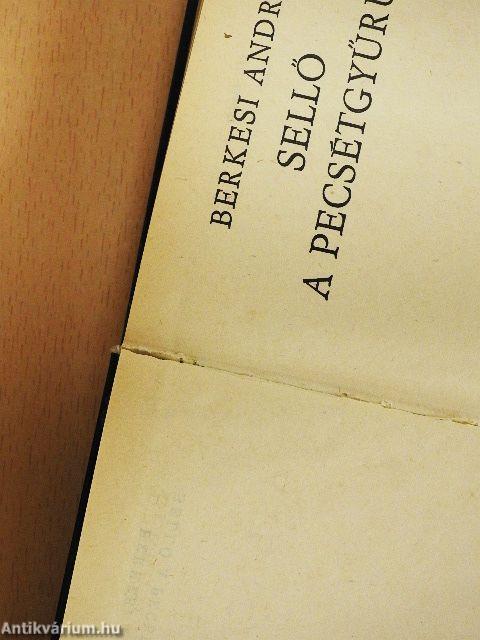 BERKESI ANDR
SELLŐ
A PECSÉTGYŰRŰ
Antikvárium.hu